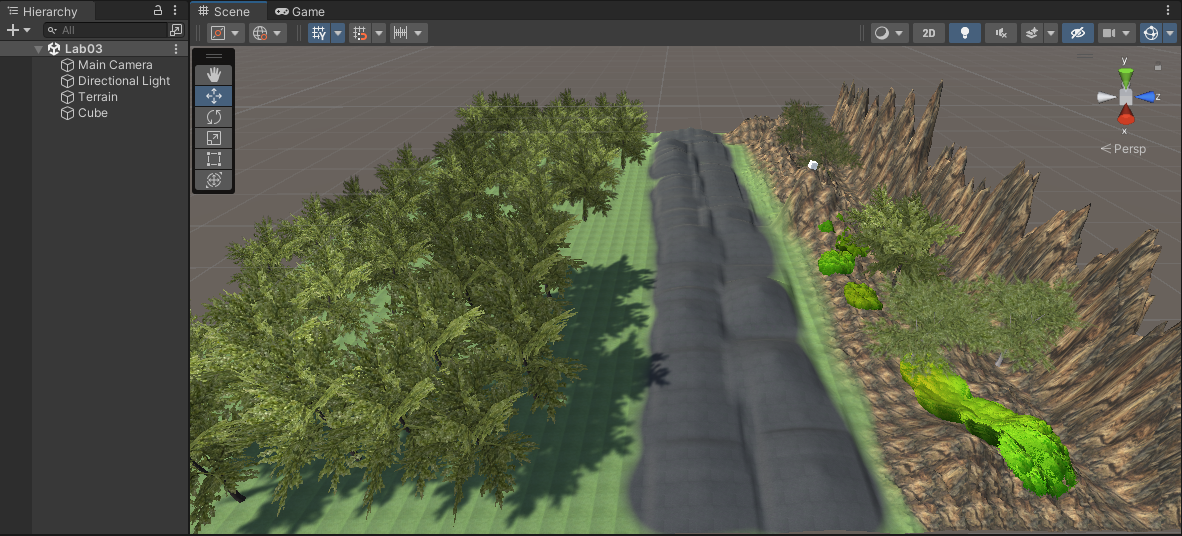 Hierarchy
Scene
Game
All
2D
Lab03
Main Camera
Directional Light
Terrain
Cube
y
z
x
Persp